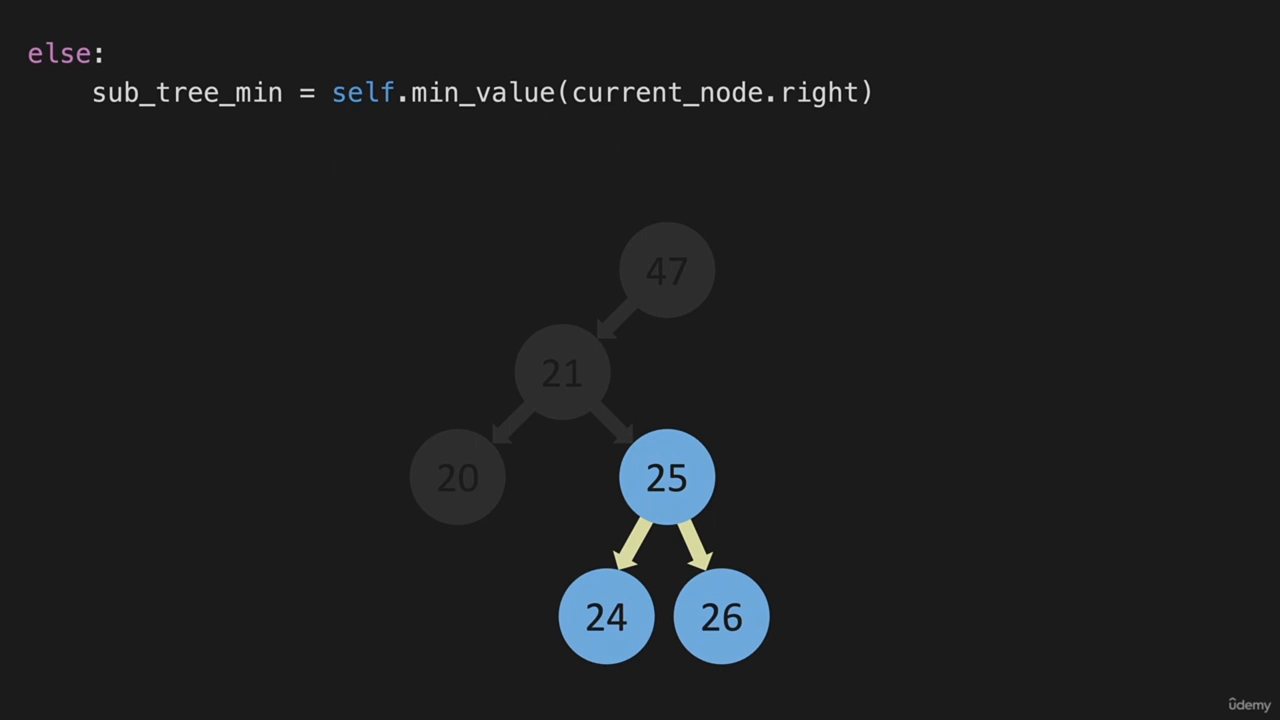 else:
    sub_tree_min = self.min_value(current_node.right)
47
21
20 25
24 26
ûdemy